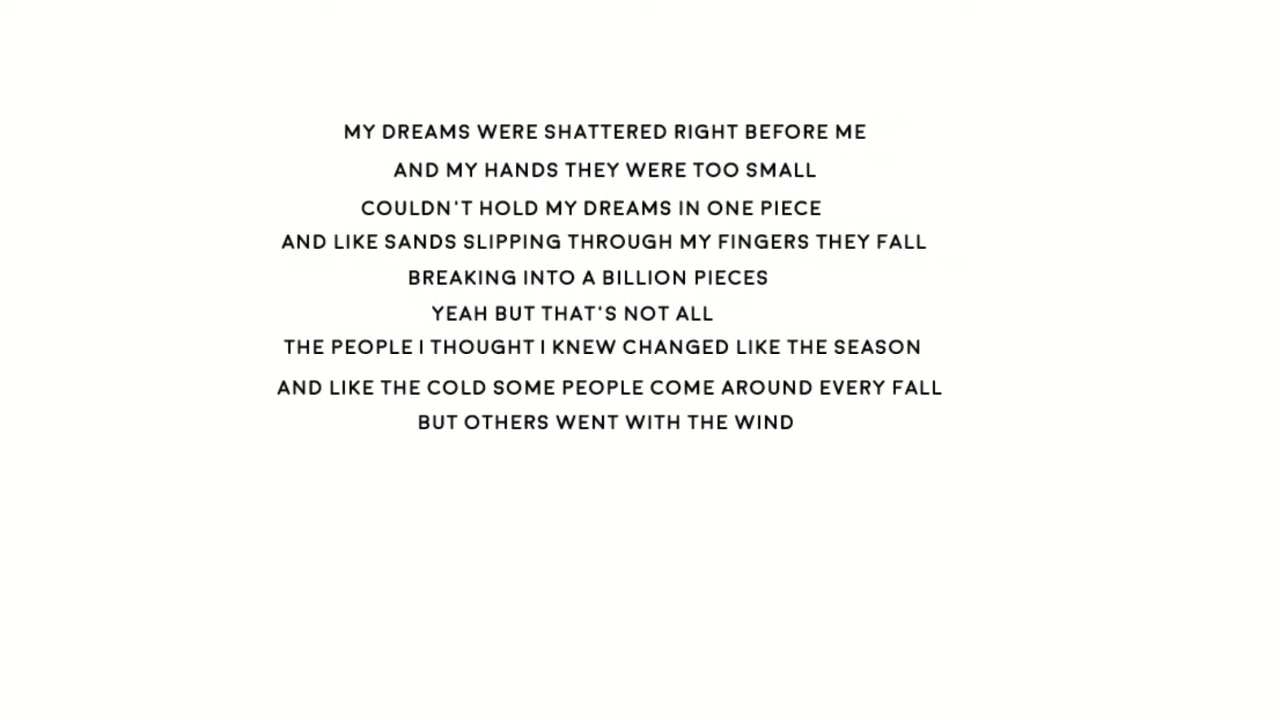 MY DREAMS WERE SHATTERED RIGHT BEFORE ME
AND MY HANDS THEY WERE TOO SMALL
COULDN'T HOLD MY DREAMS IN ONE PIECE
AND LIKE SANDS SLIPPING THROUGH MY FINGERS THEY FALL
BREAKING INTO A BILLION PIECES
YEAH BUT THAT'S NOT ALL
THE PEOPLE I THOUGHT I KNEW CHANGED LIKE THE SEASON
AND LIKE THE COLD SOME PEOPLE COME AROUND EVERY FALL
BUT OTHERS WENT WITH THE WIND